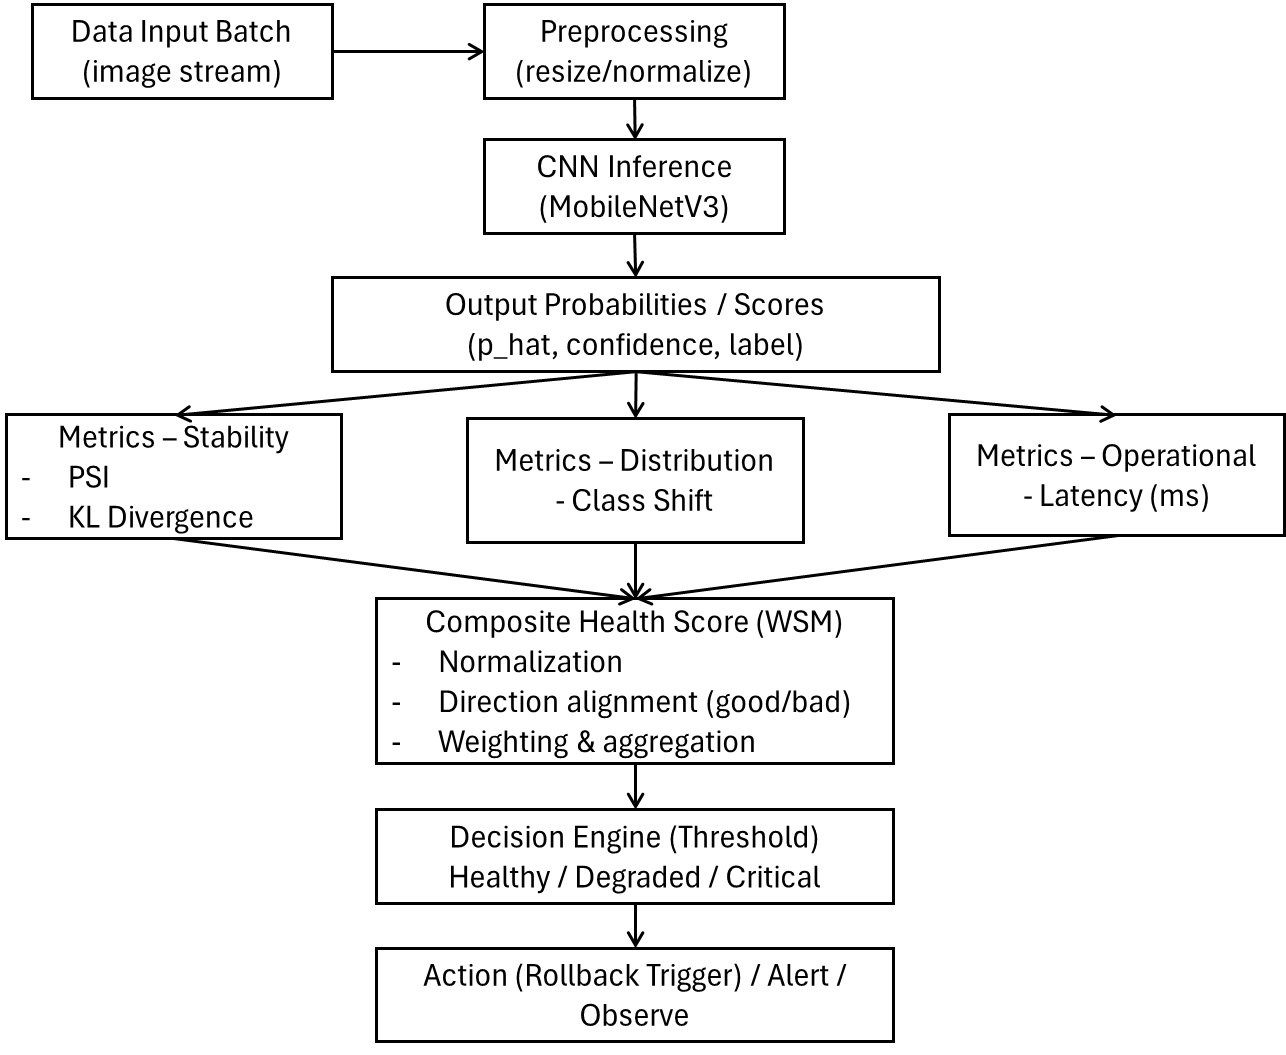 Data Input Batch
(image stream)
Preprocessing
(resize/normalize)
CNN Inference
(MobileNetV3)
Output Probabilities / Scores
(p_hat, confidence, label)
Metrics – Stability
- PSI
- KL Divergence
Metrics – Distribution
- Class Shift
Metrics – Operational
- Latency (ms)
Composite Health Score (WSM)
- Normalization
- Direction alignment (good/bad)
- Weighting & aggregation
Decision Engine (Threshold)
Healthy / Degraded / Critical
Action (Rollback Trigger) / Alert /
Observe